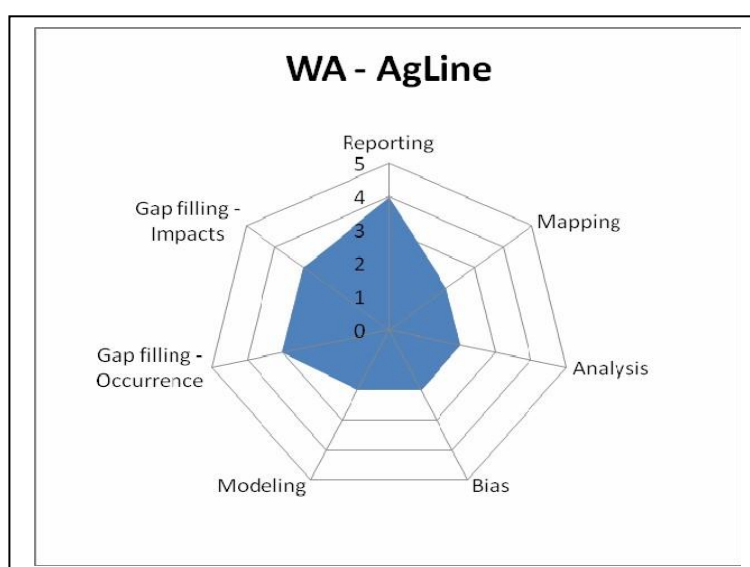 WA - AgLine
Reporting
5
4
3
2
1
0
Mapping
Analysis
Bias
Modeling
Gap filling -
Occurrence
Gap filling -
Impacts